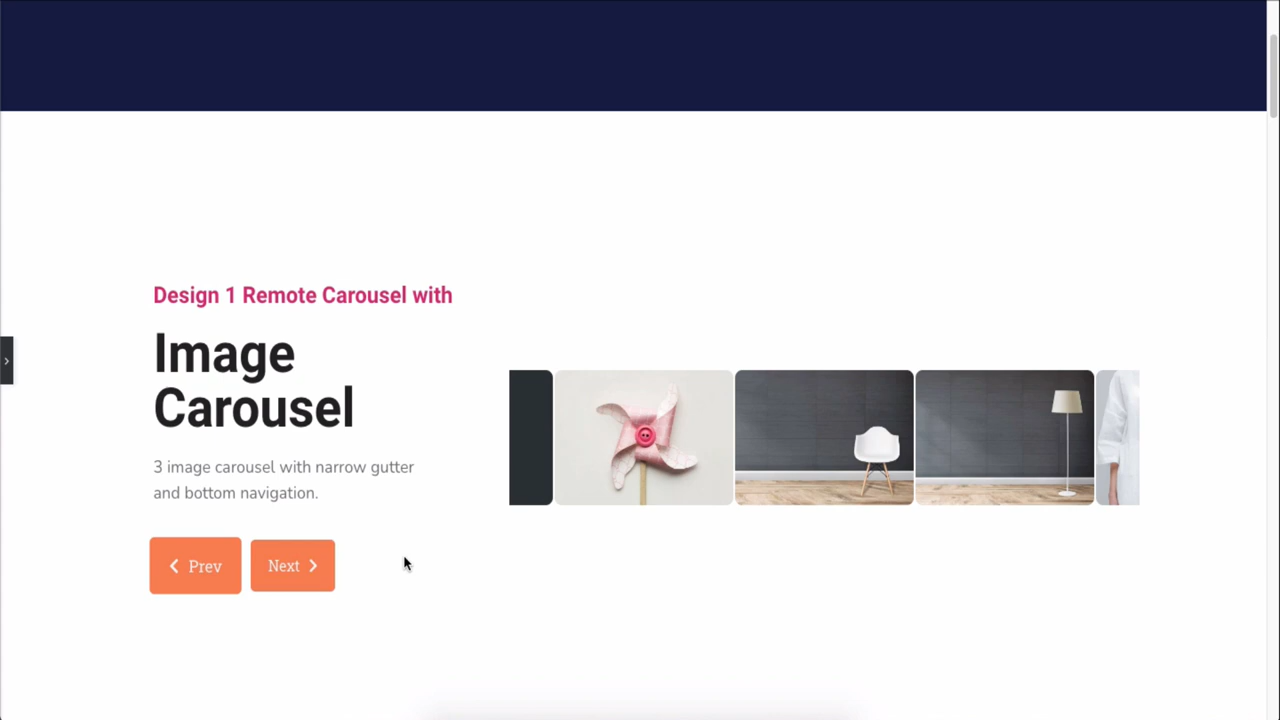 Design 1 Remote Carousel with
Image
Carousel
3 image carousel with narrow gutter
and bottom navigation.
Prev
Next